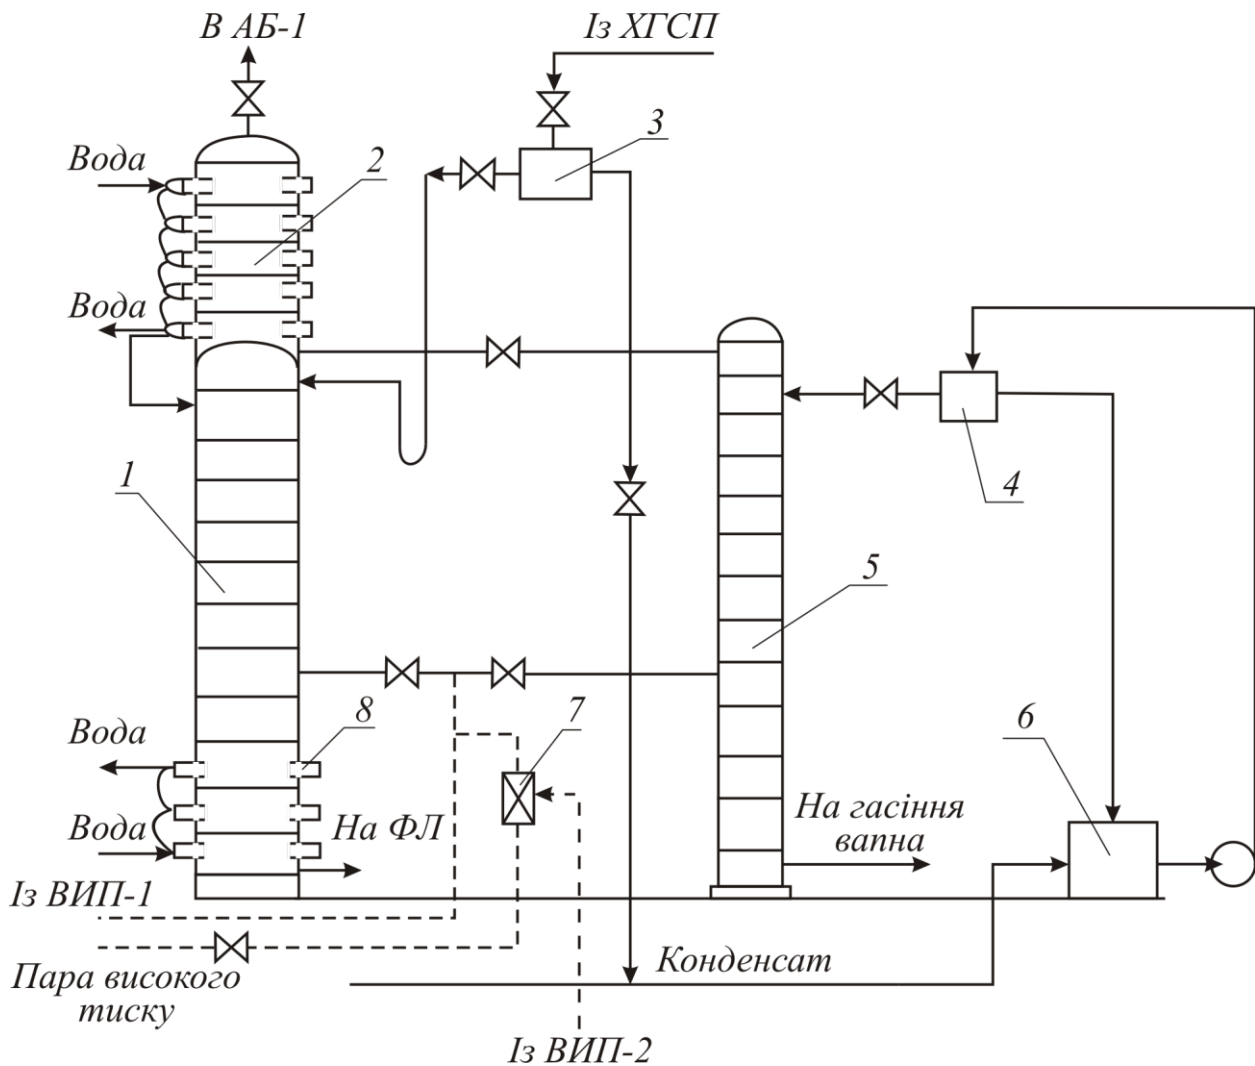 В АБ-1
Із ХГСП
3
Вода
2
Вода
4
1
5
8
7
6
Вода
На гасіння
вапна
Вода
На ФЛ
Із ВИП-1
Конденсат
Пара високого
тиску
Із ВИП-2